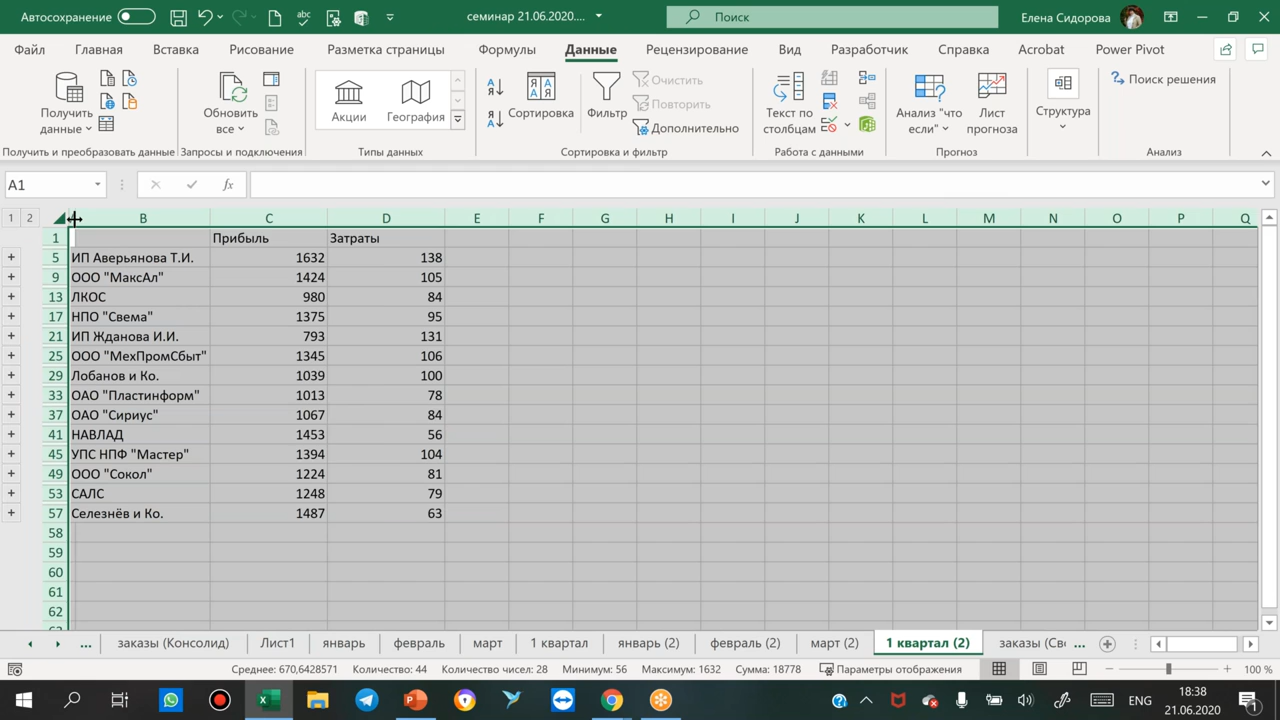 Автосохранение
семинар 21.06.2020....
Поиск
Елена Сидорова
Файл Главная Вставка Рисование Разметка страницы Формулы Данные Рецензирование Вид Разработчик Справка Acrobat Power Pivot
Получить данные
Обновить все
Акции
География
Сортировка
Фильтр
Очистить
Повторить
Дополнительно
Текст по столбцам
Анализ "что если"
Лист прогноза
Структура
Поиск решения
Получить и преобразовать данные Запросы и подключения Типы данных Сортировка и фильтр Работа с данными Прогноз Анализ
A1 fx
1 2 B C D E F G H I J K L M N O P Q
1 Прибыль Затраты
5 ИП Аверьянова Т.И. 1632 138
9 ООО "МаксАл" 1424 105
13 ЛКОС 980 84
17 НПО "Свема" 1375 95
21 ИП Жданова И.И. 793 131
25 ООО "МехПромСбыт" 1345 106
29 Лобанов и Ко. 1039 100
33 ОАО "Пластинформ" 1013 78
37 ОАО "Сириус" 1067 84
41 НАВЛАД 1453 56
45 УПС НПФ "Мастер" 1394 104
49 ООО "Сокол" 1224 81
53 САЛС 1248 79
57 Селезнёв и Ко. 1487 63
58
59
60
61
62
... заказы (Консолид) Лист1 январь февраль март 1 квартал январь (2) февраль (2) март (2) 1 квартал (2) заказы (Св ...
Среднее: 670,6428571 Количество: 44 Количество чисел: 28 Минимум: 56 Максимум: 1632 Сумма: 18778 Параметры отображения 100 %
ENG
18:38
21.06.2020
1